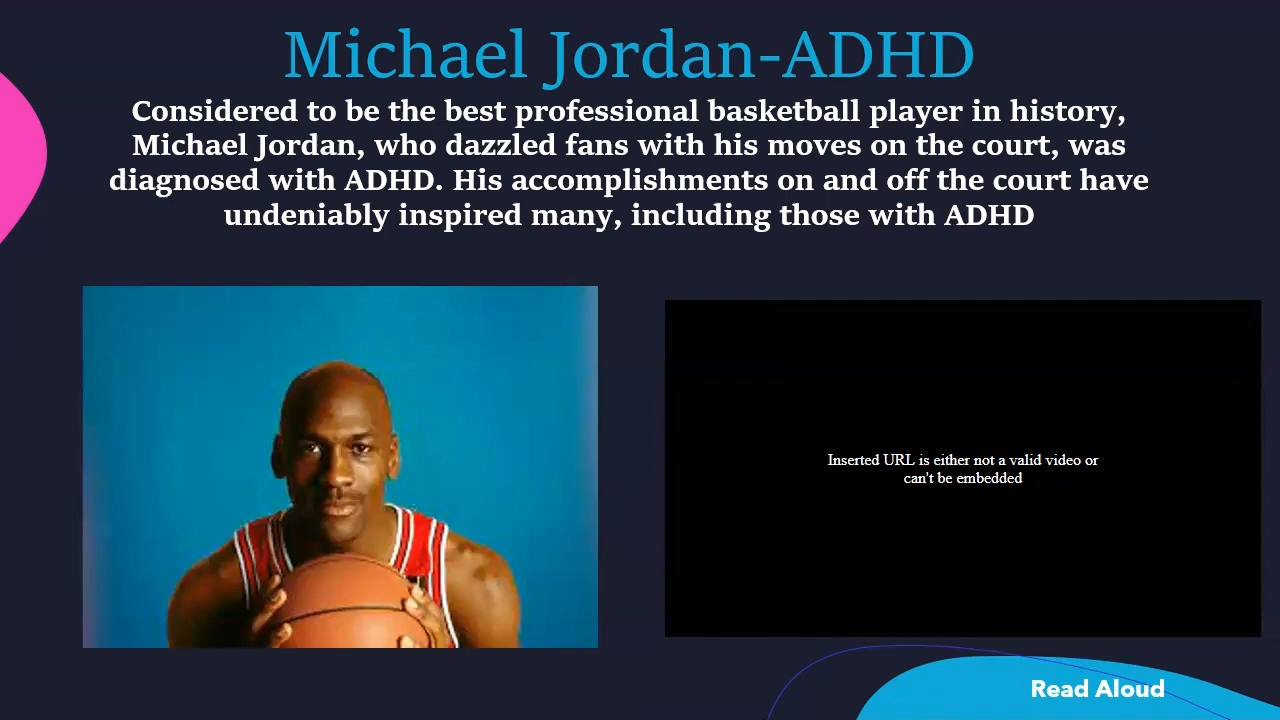 Michael Jordan-ADHD
Considered to be the best professional basketball player in history,
Michael Jordan, who dazzled fans with his moves on the court, was
diagnosed with ADHD. His accomplishments on and off the court have
undeniably inspired many, including those with ADHD
Inserted URL is either not a valid video or
can't be embedded
Read Aloud